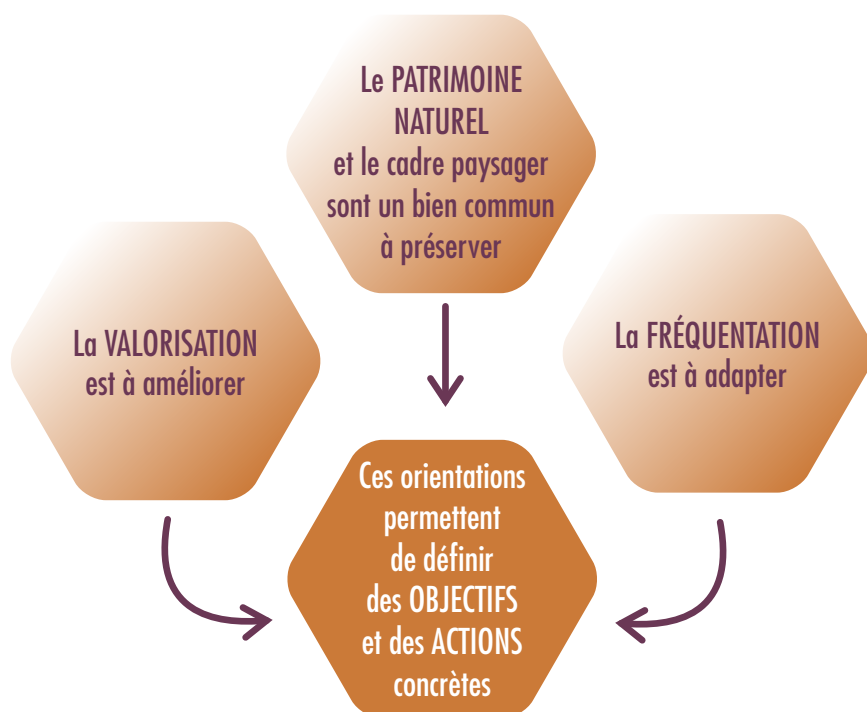 Le PATRIMOINE
NATUREL
et le cadre paysager
sont un bien commun
à préserver
La VALORISATION
est à améliorer
La FRÉQUENTATION
est à adapter
Ces orientations
permettent
de définir
des OBJECTIFS
et des ACTIONS
concrètes